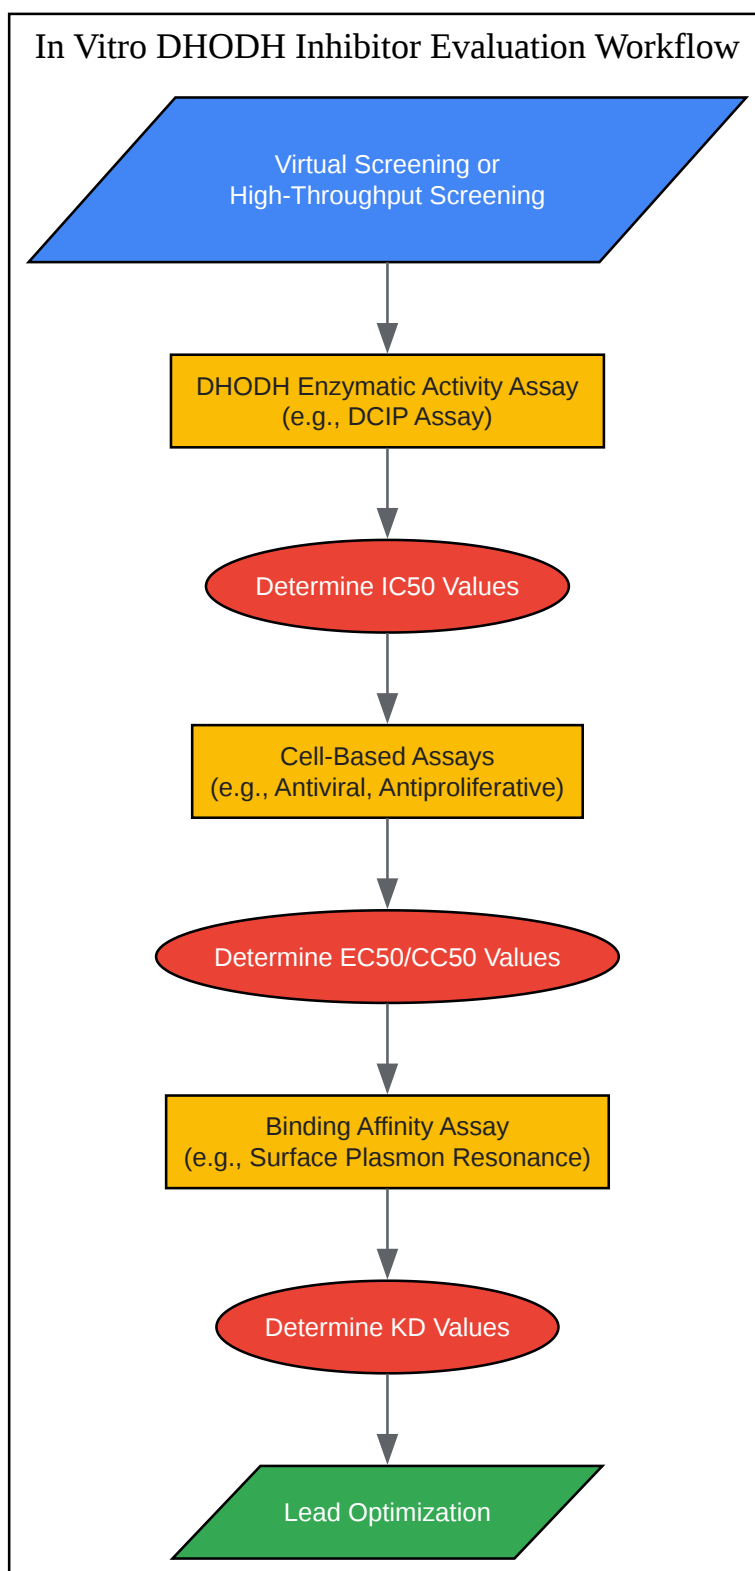 In Vitro DHODH Inhibitor Evaluation Workflow
Virtual Screening or
High-Throughput Screening
DHODH Enzymatic Activity Assay
(e.g., DCIP Assay)
Determine IC50 Values
Cell-Based Assays
(e.g., Antiviral, Antiproliferative)
Determine EC50/CC50 Values
Binding Affinity Assay
(e.g., Surface Plasmon Resonance)
Determine KD Values
Lead Optimization